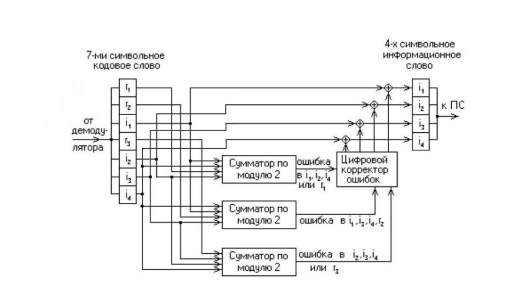 7-ми символьное
кодовое слово
4-х символьное
информационное
слово
r₁
r₂
i₁
r₃
i₂
i₃
i₄
от
демоду-
лятора
i₁
i₂
i₃
i₄
к ПС
Сумматор по
модулю 2
ошибка
в i₁,i₂,i₄
или r₁
Цифровой
корректор
ошибок
Сумматор по
модулю 2
ошибка в i₁,i₃,i₄,r₂
Сумматор по
модулю 2
ошибка в i₂,i₃,i₄
или r₃